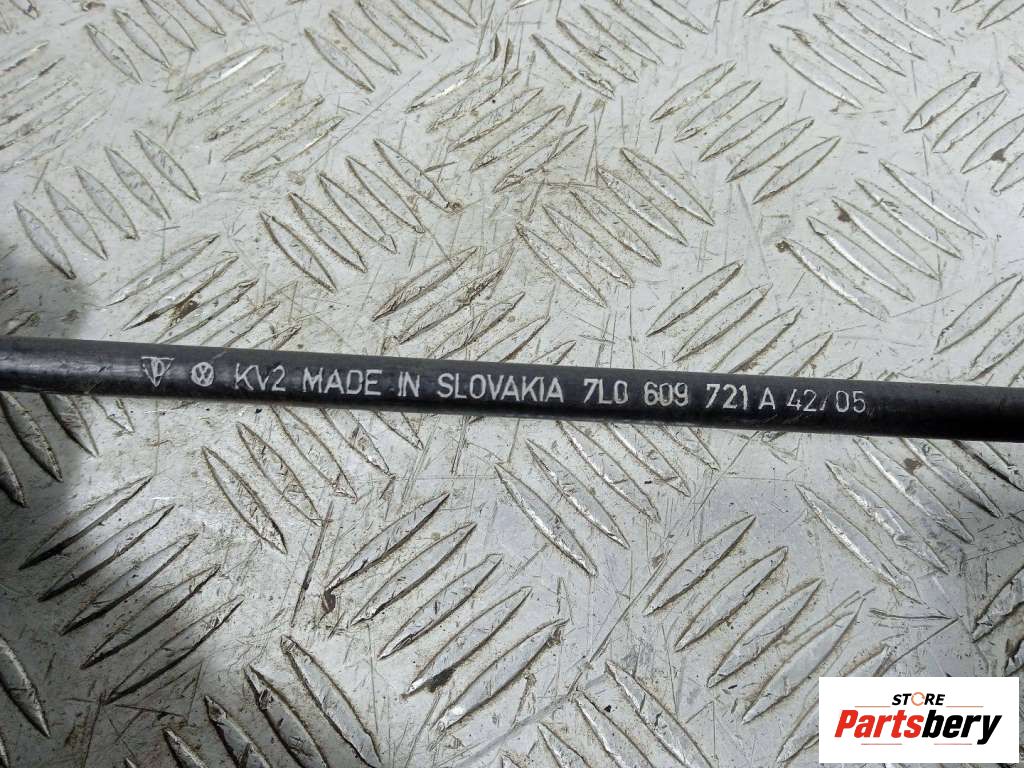 KV2 MADE IN SLOVAKIA 7L0 609 721 A 42/05
STORE
Partsbery